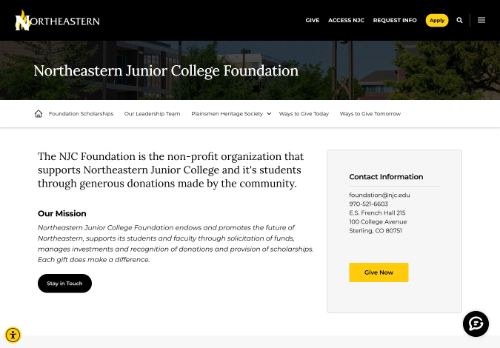 NORTHEASTERN
GIVE ACCESS NJC REQUEST INFO Apply
Northeastern Junior College Foundation
Foundation Scholarships Our Leadership Team Plainsmen Heritage Society Ways to Give Today Ways to Give Tomorrow
The NJC Foundation is the non-profit organization that
supports Northeastern Junior College and it's students
through generous donations made by the community.
Our Mission
Northeastern Junior College Foundation endows and promotes the future of
Northeastern, supports its students and faculty through solicitation of funds,
manages investments and recognition of donations and provision of scholarships.
Each gift does make a difference.
Stay in Touch
Contact Information
foundation@njc.edu
970-521-6603
E.S. French Hall 215
100 College Avenue
Sterling, CO 80751
Give Now